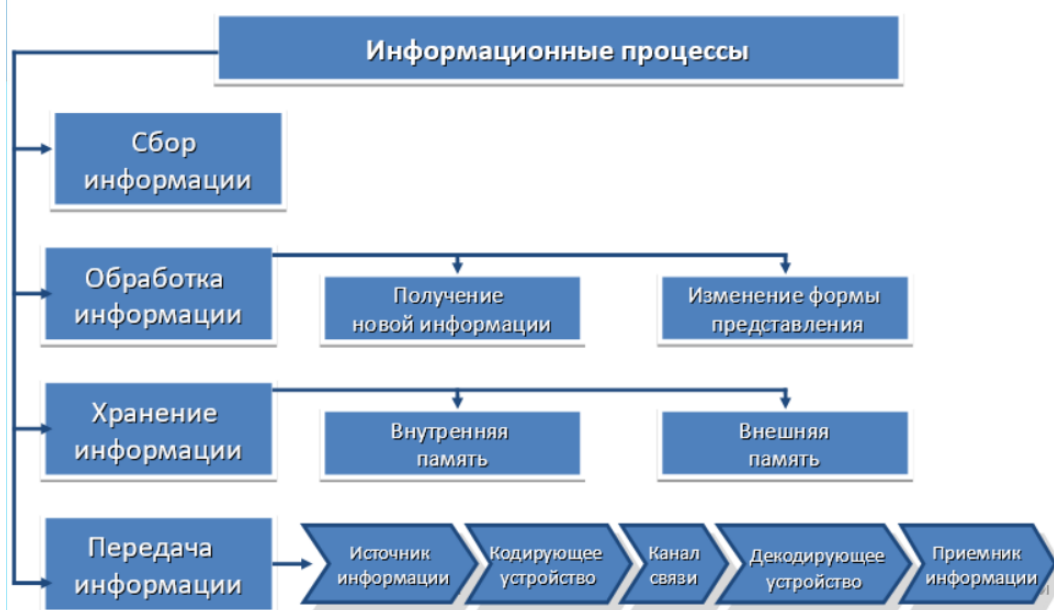 Информационные процессы
Сбор
информации
Обработка
информации
Получение
новой информации
Изменение формы
представления
Хранение
информации
Внутренняя
память
Внешняя
память
Передача
информации
Источник
информации
Кодирующее
устройство
Канал
связи
Декодирующее
устройство
Приемник
информации